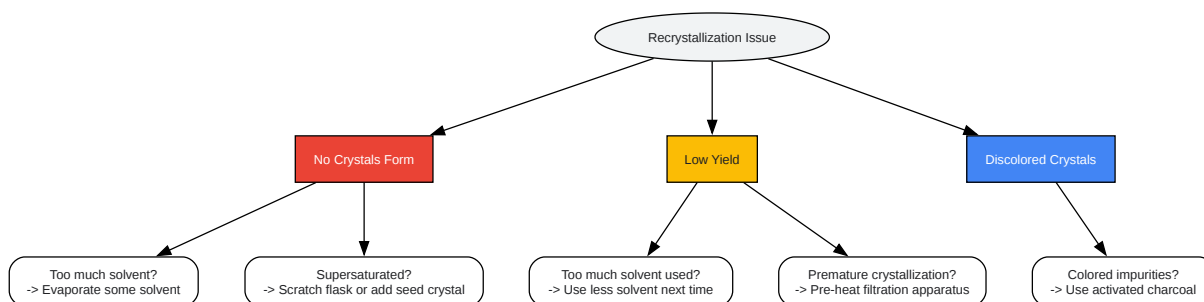 Recrystallization Issue
No Crystals Form
Low Yield
Discolored Crystals
Too much solvent?
-> Evaporate some solvent
Supersaturated?
-> Scratch flask or add seed crystal
Too much solvent used?
-> Use less solvent next time
Premature crystallization?
-> Pre-heat filtration apparatus
Colored impurities?
-> Use activated charcoal